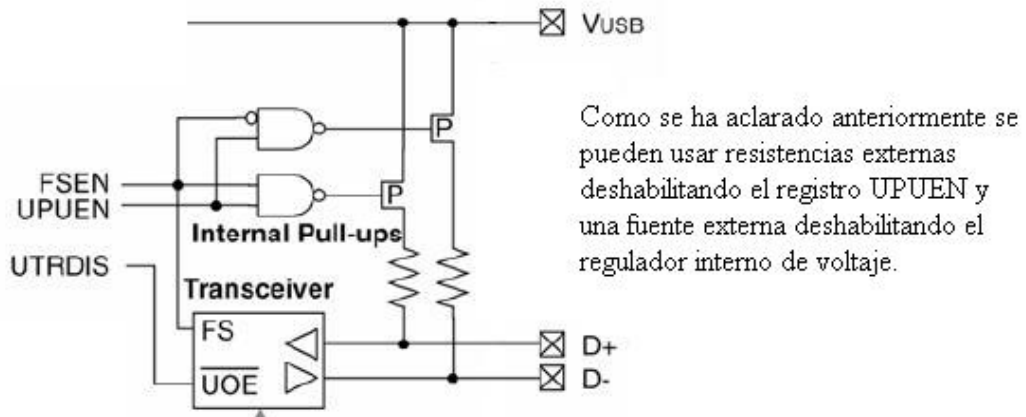 VUSB
Como se ha aclarado anteriormente se
pueden usar resistencias externas
deshabilitando el registro UPUEN y
una fuente externa deshabilitando el
regulador interno de voltaje.
P
P
FSEN
UPUEN
Internal Pull-ups
UTRDIS
Transceiver
FS
UOE
D+
D-